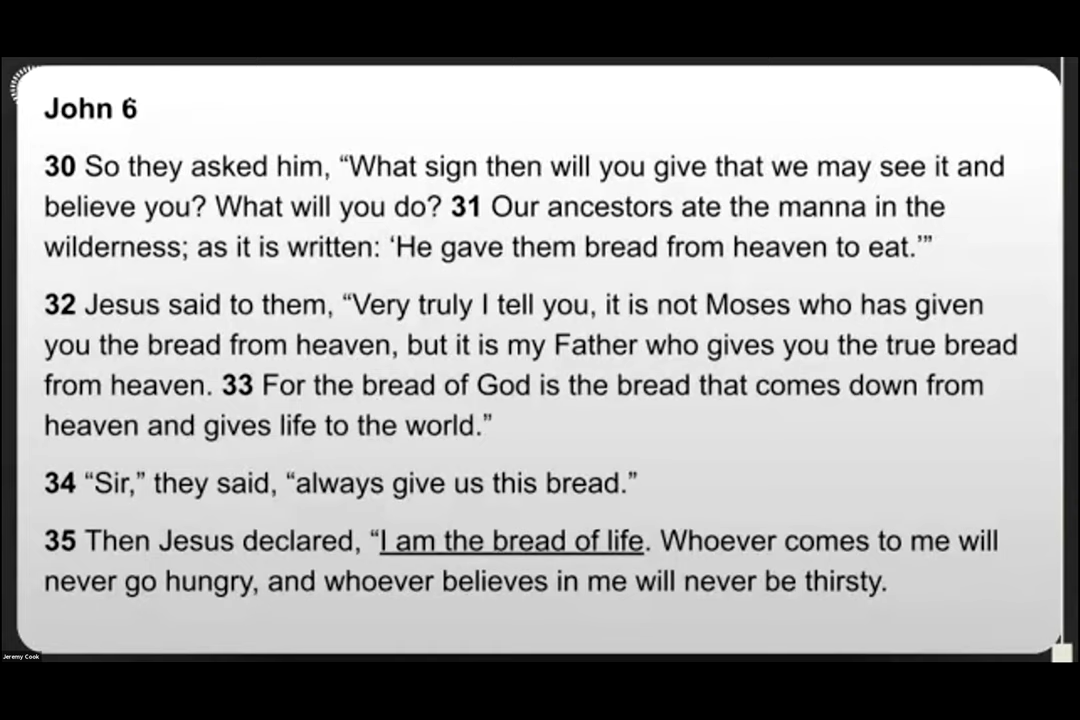 John 6
30 So they asked him, “What sign then will you give that we may see it and
believe you? What will you do? 31 Our ancestors ate the manna in the
wilderness; as it is written: ‘He gave them bread from heaven to eat.’”
32 Jesus said to them, “Very truly I tell you, it is not Moses who has given
you the bread from heaven, but it is my Father who gives you the true bread
from heaven. 33 For the bread of God is the bread that comes down from
heaven and gives life to the world.”
34 “Sir,” they said, “always give us this bread.”
35 Then Jesus declared, “I am the bread of life. Whoever comes to me will
never go hungry, and whoever believes in me will never be thirsty.
Jeremy Cook